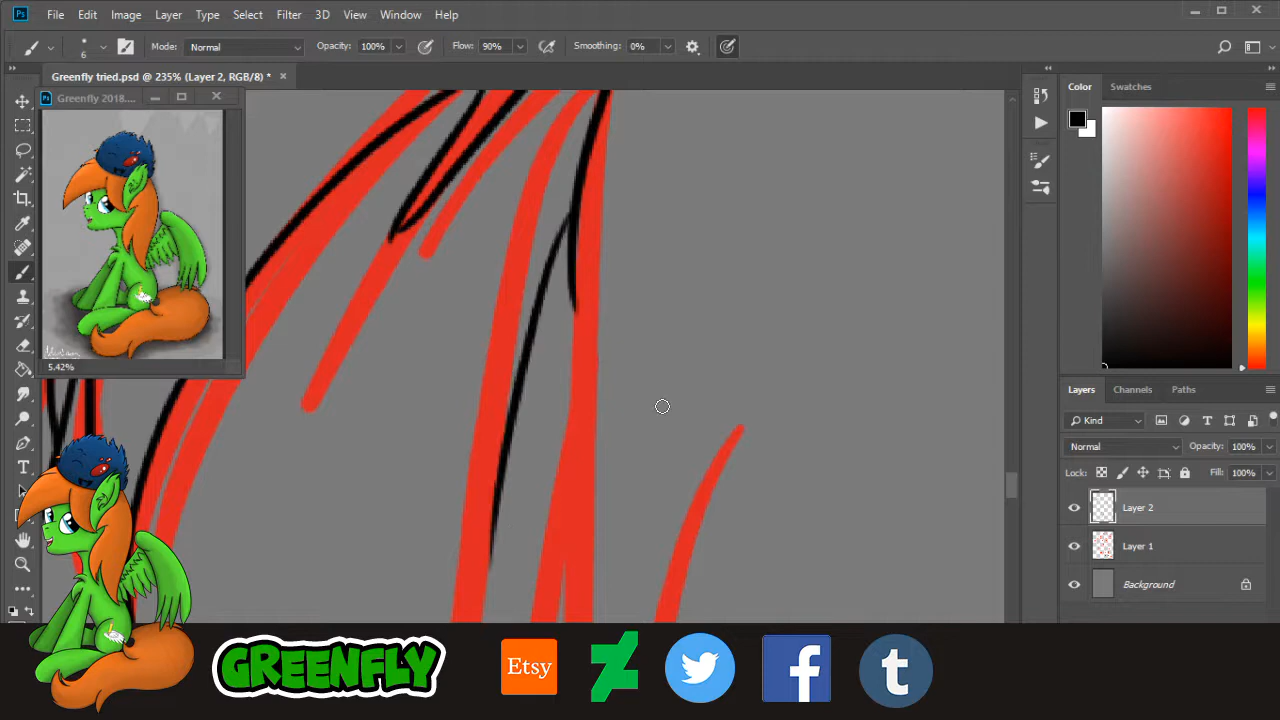 Ps File Edit Image Layer Type Select Filter 3D View Window Help
6 Mode: Normal Opacity: 100% Flow: 90% Smoothing: 0%
Greenfly tried.psd @ 235% (Layer 2, RGB/8) *
Greenfly 2018....
5.42%
Color Swatches
Layers Channels Paths
Kind
Normal Opacity: 100%
Lock: Fill: 100%
Layer 2
Layer 1
Background
GREENFLY Etsy f t